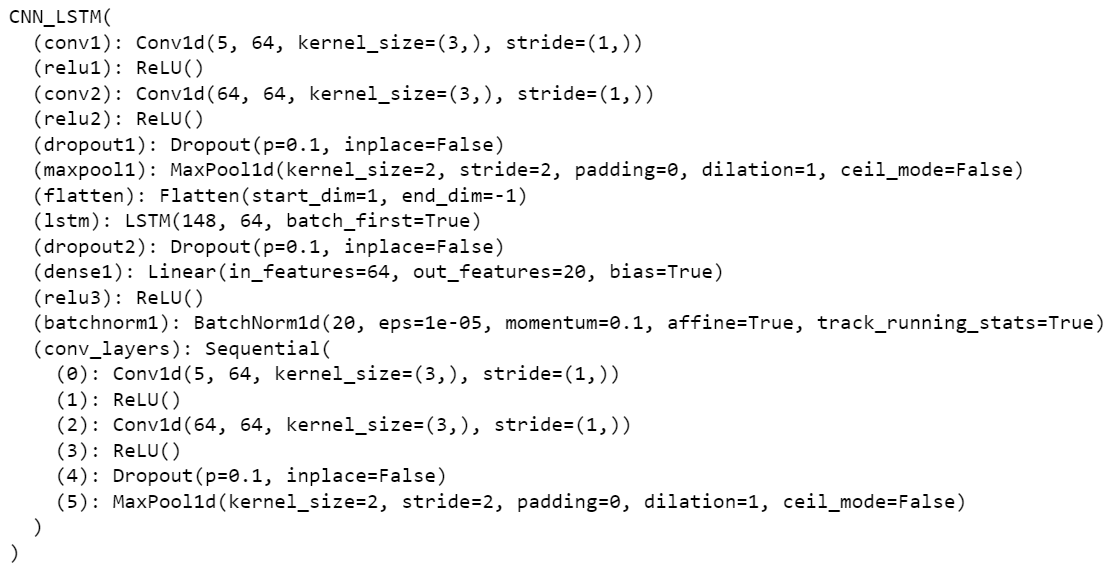 CNN_LSTM(
  (conv1): Conv1d(5, 64, kernel_size=(3,), stride=(1,))
  (relu1): ReLU()
  (conv2): Conv1d(64, 64, kernel_size=(3,), stride=(1,))
  (relu2): ReLU()
  (dropout1): Dropout(p=0.1, inplace=False)
  (maxpool1): MaxPool1d(kernel_size=2, stride=2, padding=0, dilation=1, ceil_mode=False)
  (flatten): Flatten(start_dim=1, end_dim=-1)
  (lstm): LSTM(148, 64, batch_first=True)
  (dropout2): Dropout(p=0.1, inplace=False)
  (dense1): Linear(in_features=64, out_features=20, bias=True)
  (relu3): ReLU()
  (batchnorm1): BatchNorm1d(20, eps=1e-05, momentum=0.1, affine=True, track_running_stats=True)
  (conv_layers): Sequential(
    (0): Conv1d(5, 64, kernel_size=(3,), stride=(1,))
    (1): ReLU()
    (2): Conv1d(64, 64, kernel_size=(3,), stride=(1,))
    (3): ReLU()
    (4): Dropout(p=0.1, inplace=False)
    (5): MaxPool1d(kernel_size=2, stride=2, padding=0, dilation=1, ceil_mode=False)
  )
)